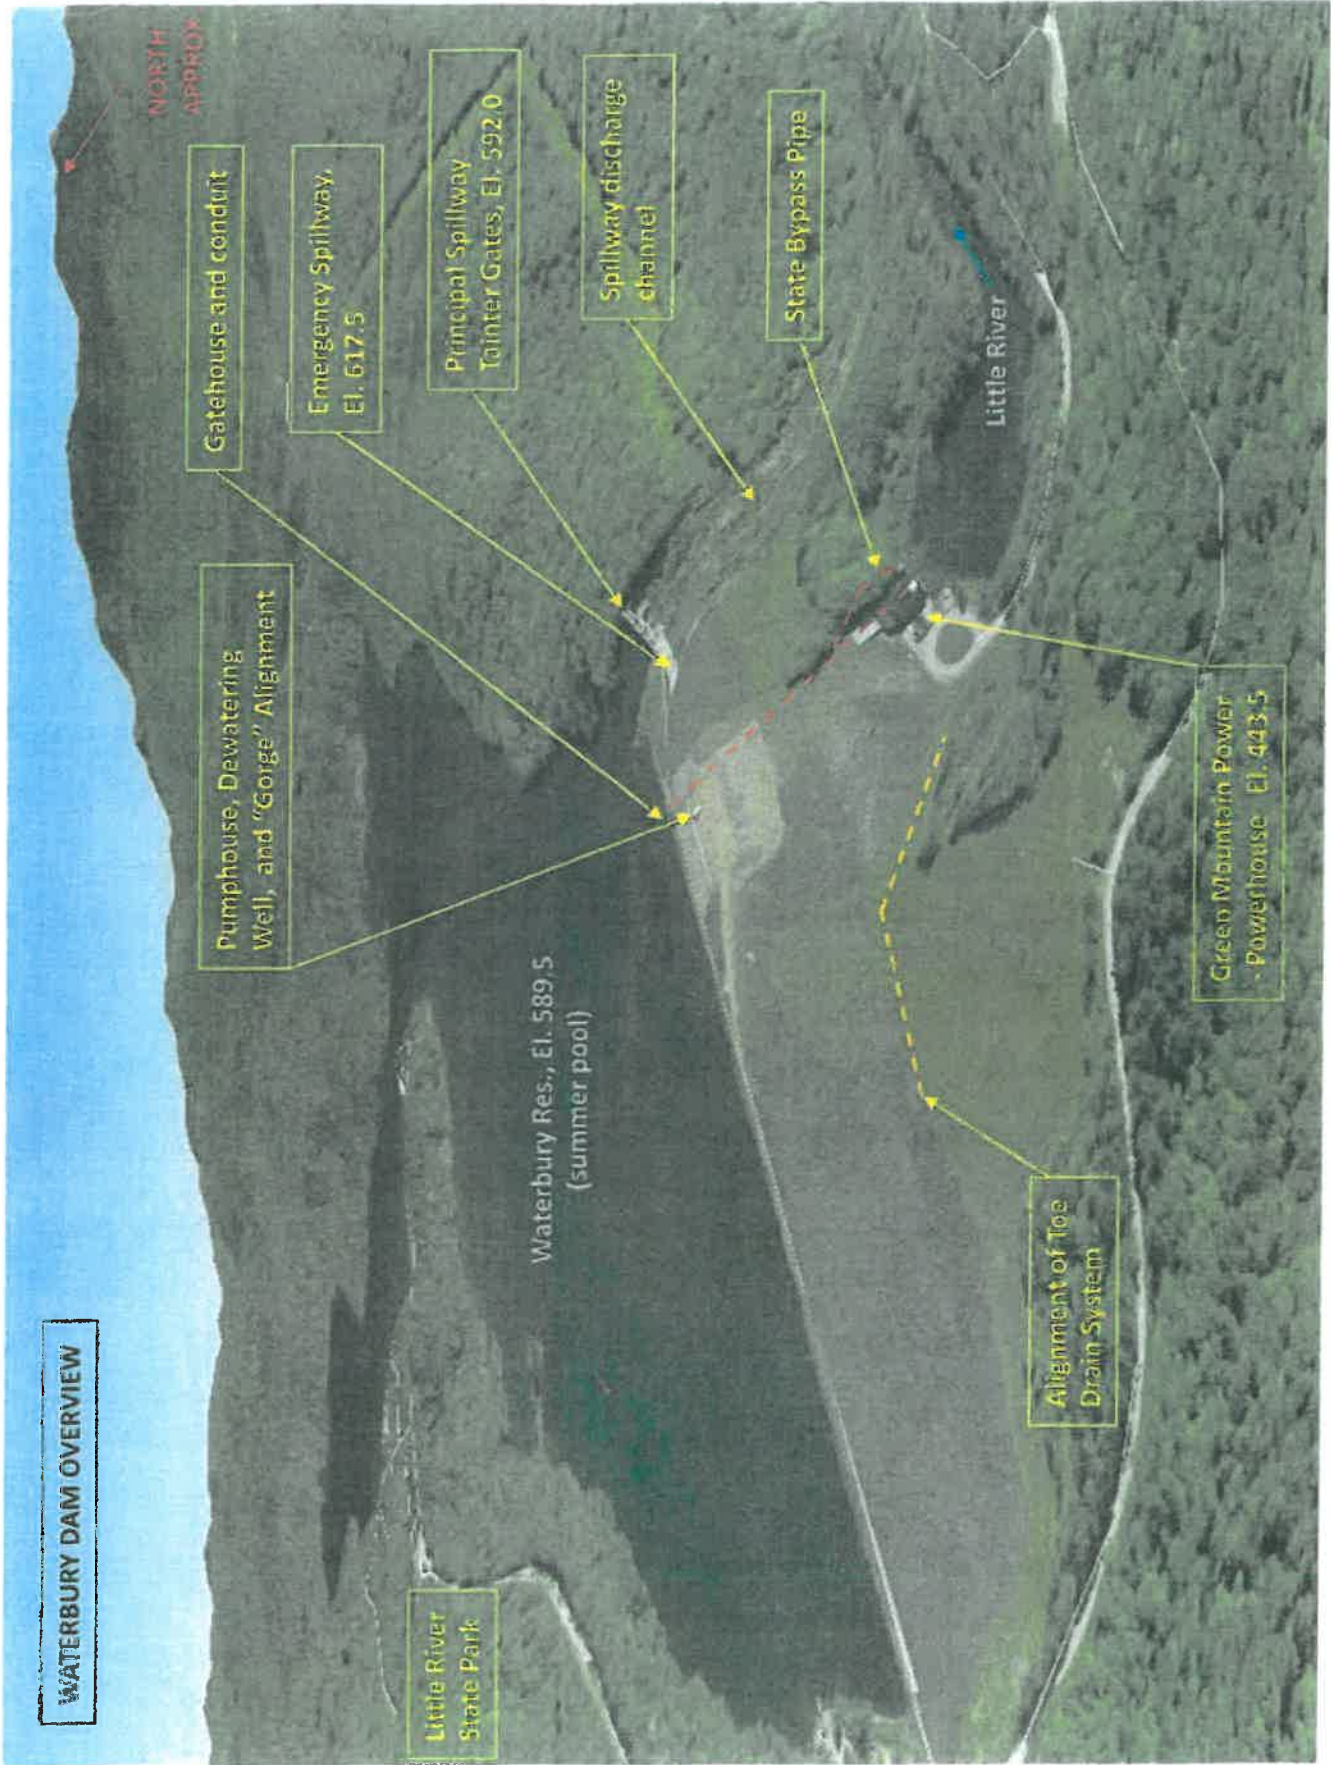 WATERBURY DAM OVERVIEW
NORTH
APPROX
Gatehouse and conduit
Pumphouse, Dewatering
Well, and "Gorge" Alignment
Emergency Spillway,
El. 617.5
Principal Spillway
Tainter Gates, El. 592.0
Spillway discharge
channel
State Bypass Pipe
Little River
State Park
Waterbury Res., El. 589.5
(summer pool)
Little River
Alignment of Toe
Drain System
Green Mountain Power
- Powerhouse El. 443.5